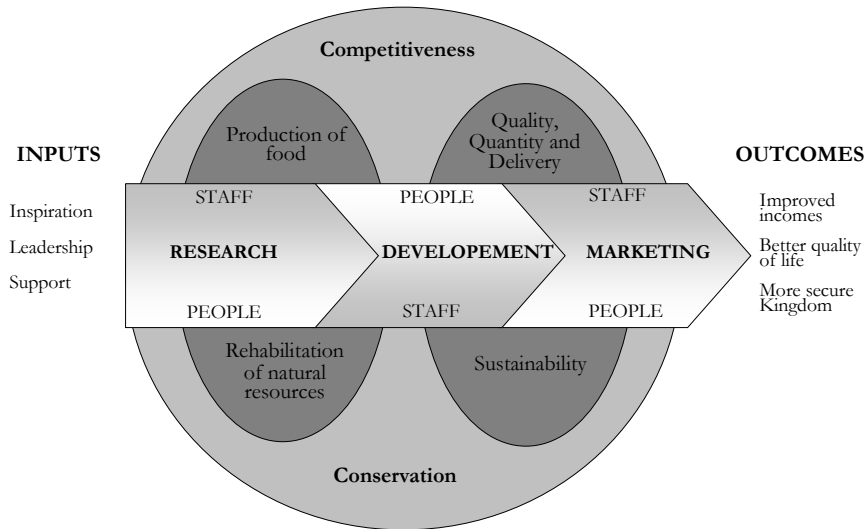 Competitiveness
Production of
food
Quality,
Quantity and
Delivery
INPUTS
Inspiration
Leadership
Support
STAFF
PEOPLE
STAFF
RESEARCH
DEVELOPEMENT
MARKETING
PEOPLE
STAFF
PEOPLE
OUTCOMES
Improved
incomes
Better quality
of life
More secure
Kingdom
Rehabilitation
of natural
resources
Sustainability
Conservation